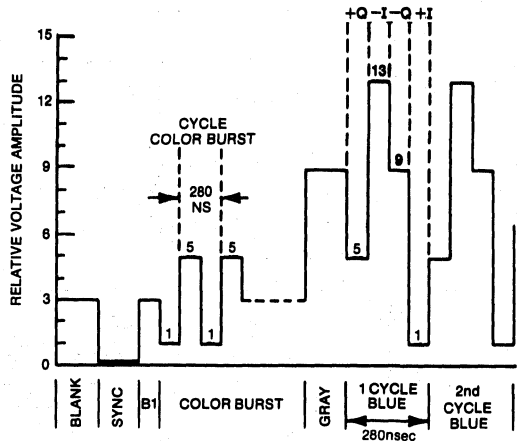 +Q -I -Q +I
15
13
12
CYCLE
COLOR BURST
RELATIVE VOLTAGE AMPLITUDE
9
9
280
NS
6
5
5
5
3
1
1
1
0
BLANK
SYNC
B1
COLOR BURST
GRAY
1 CYCLE
BLUE
280nsec
2nd
CYCLE
BLUE